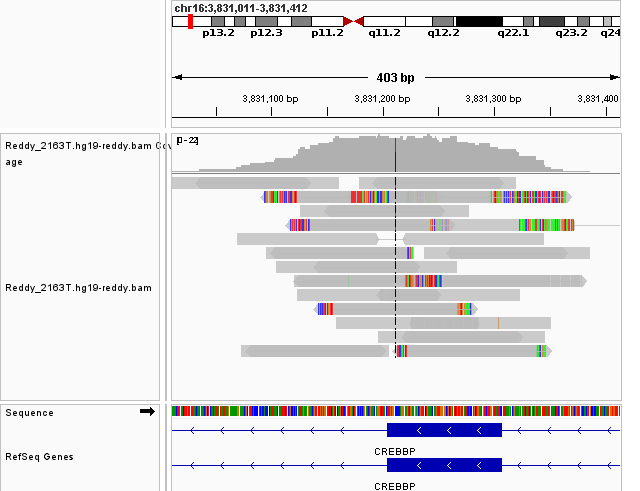 chr16:3,831,011-3,831,412
p13.2 p12.3 p11.2 q11.2 q12.2 q22.1 q23.2 q24
403 bp
3,831,100 bp 3,831,200 bp 3,831,300 bp 3,831,400
Reddy_2163T.hg19-reddy.bam Cov
age
[0-22]
Reddy_2163T.hg19-reddy.bam
Sequence
RefSeq Genes
CREBBP
CREBBP